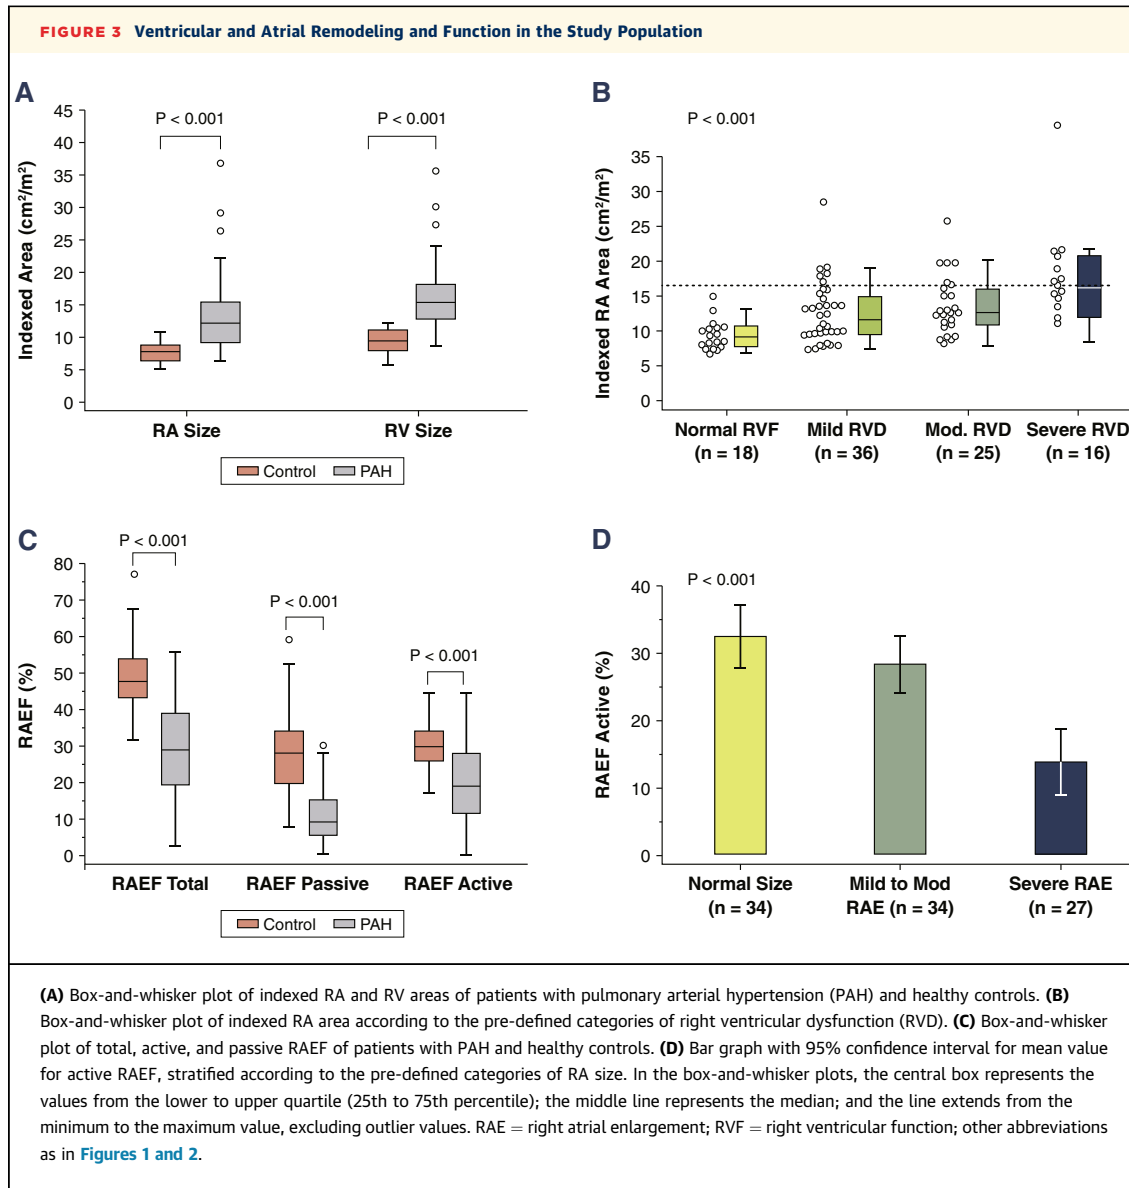 FIGURE 3 Ventricular and Atrial Remodeling and Function in the Study Population
A
Indexed Area (cm²/m²)
45
40
35
30
25
20
15
10
5
0
P < 0.001
P < 0.001
RA Size
RV Size
Control
PAH
B
Indexed RA Area (cm²/m²)
P < 0.001
35
30
25
20
15
10
5
0
Normal RVF
(n = 18)
Mild RVD
(n = 36)
Mod. RVD
(n = 25)
Severe RVD
(n = 16)
C
RAEF (%)
80
70
60
50
40
30
20
10
0
P < 0.001
P < 0.001
P < 0.001
RAEF Total
RAEF Passive
RAEF Active
Control
PAH
D
RAEF Active (%)
40
30
20
10
0
P < 0.001
Normal Size
(n = 34)
Mild to Mod
RAE (n = 34)
Severe RAE
(n = 27)
(A) Box-and-whisker plot of indexed RA and RV areas of patients with pulmonary arterial hypertension (PAH) and healthy controls. (B)
Box-and-whisker plot of indexed RA area according to the pre-defined categories of right ventricular dysfunction (RVD). (C) Box-and-whisker
plot of total, active, and passive RAEF of patients with PAH and healthy controls. (D) Bar graph with 95% confidence interval for mean value
for active RAEF, stratified according to the pre-defined categories of RA size. In the box-and-whisker plots, the central box represents the
values from the lower to upper quartile (25th to 75th percentile); the middle line represents the median; and the line extends from the
minimum to the maximum value, excluding outlier values. RAE = right atrial enlargement; RVF = right ventricular function; other abbreviations
as in Figures 1 and 2.